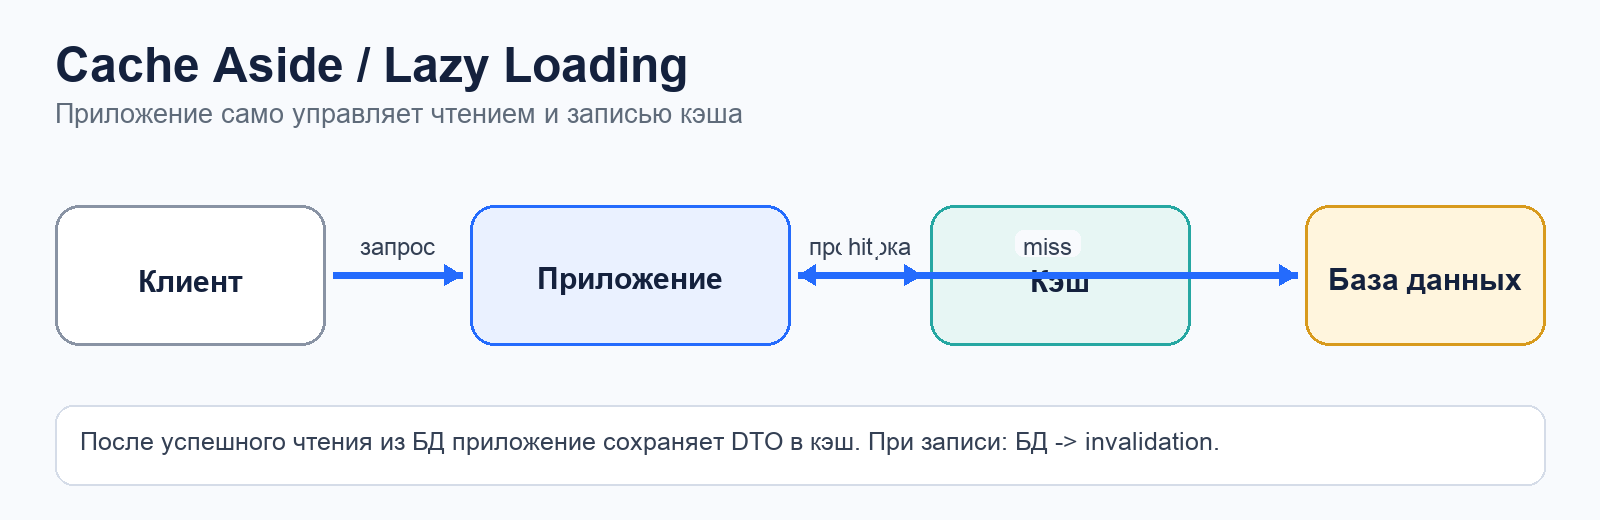 Cache Aside / Lazy Loading
Приложение само управляет чтением и записью кэша
запрос
hit
miss
Клиент
Приложение
Кэш
База данных
После успешного чтения из БД приложение сохраняет DTO в кэш. При записи: БД -> invalidation.